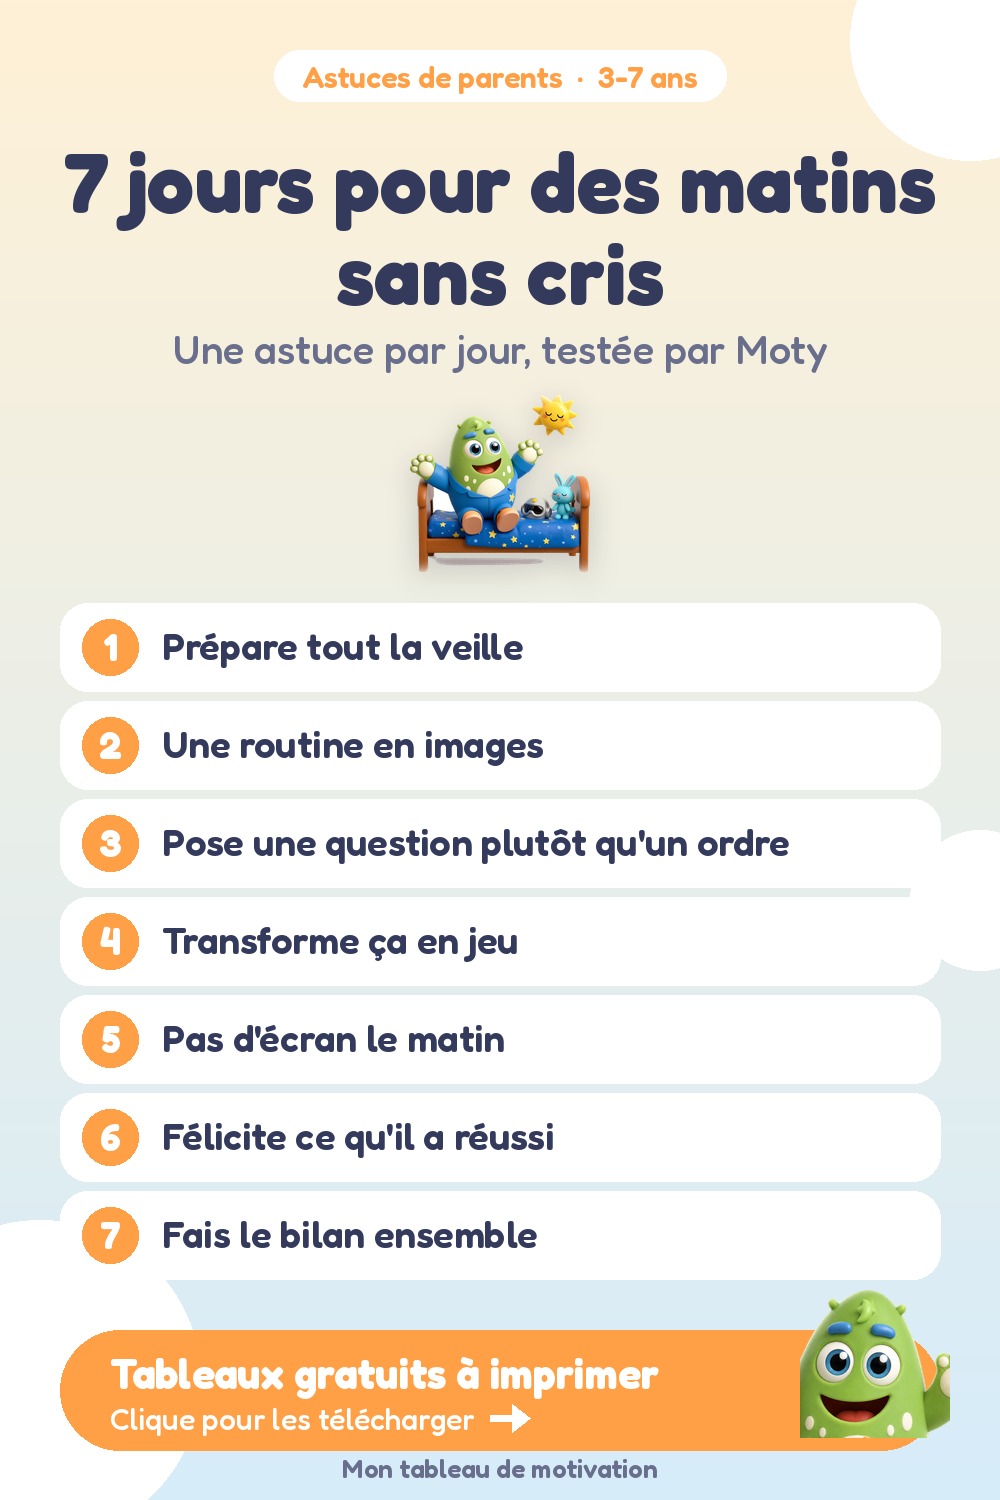 Astuces de parents · 3-7 ans
7 jours pour des matins
sans cris
Une astuce par jour, testée par Moty
1 Prépare tout la veille
2 Une routine en images
3 Pose une question plutôt qu'un ordre
4 Transforme ça en jeu
5 Pas d'écran le matin
6 Félicite ce qu'il a réussi
7 Fais le bilan ensemble
Tableaux gratuits à imprimer
Clique pour les télécharger →
Mon tableau de motivation